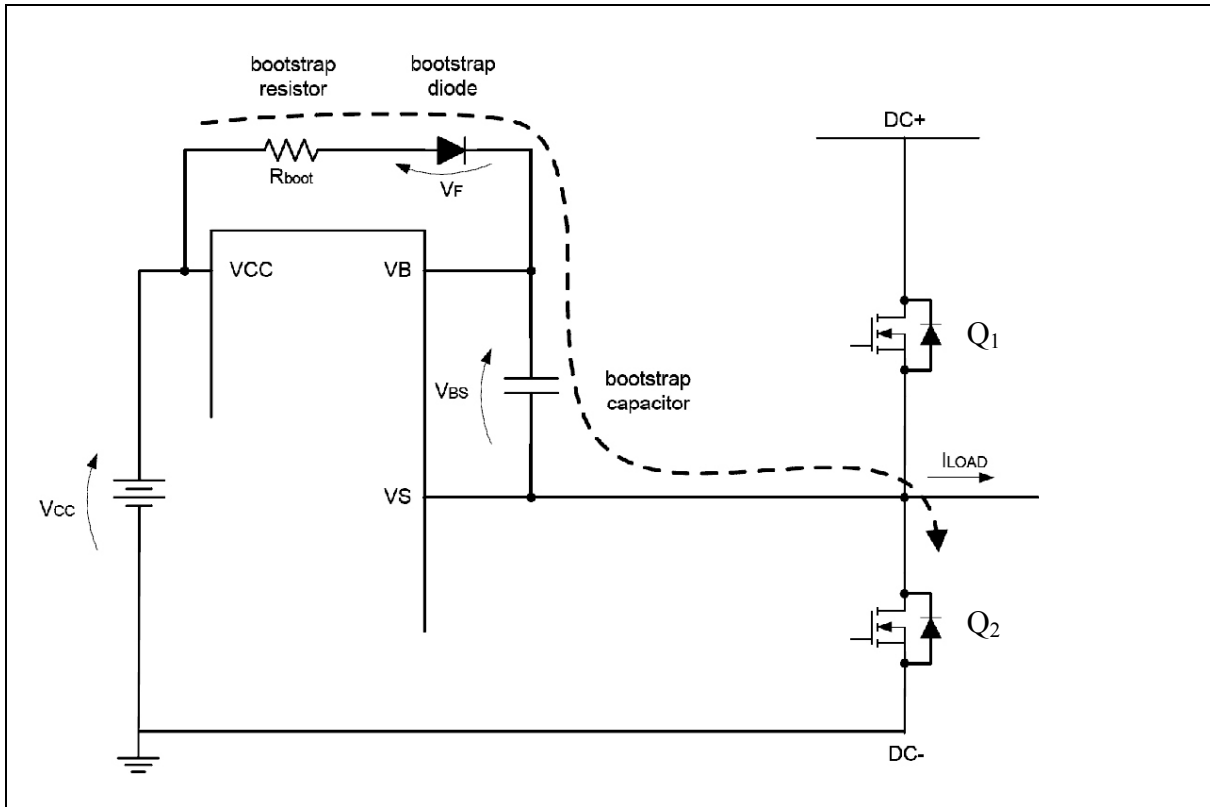 bootstrap
resistor
bootstrap
diode
DC+
Rboot
VF
VCC
VB
Q1
VBS
bootstrap
capacitor
ILOAD
VS
VCC
Q2
DC-